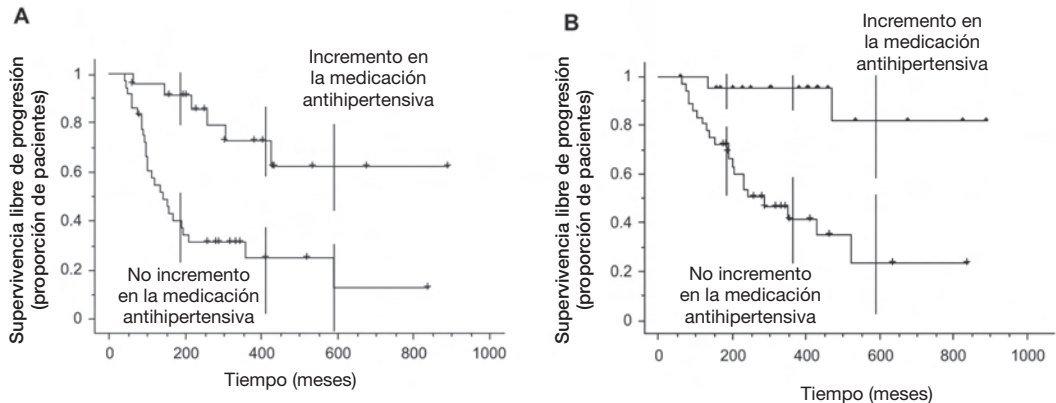 A
Supervivencia libre de progresión
(proporción de pacientes)
1
0.8
0.6
0.4
0.2
0
Incremento en
la medicación
antihipertensiva
No incremento
en la medicación
antihipertensiva
0 200 400 600 800 1000
Tiempo (meses)
B
Supervivencia libre de progresión
(proporción de pacientes)
1
0.8
0.6
0.4
0.2
0
Incremento en
la medicación
antihipertensiva
No incremento
en la medicación
antihipertensiva
0 200 400 600 800 1000
Tiempo (meses)